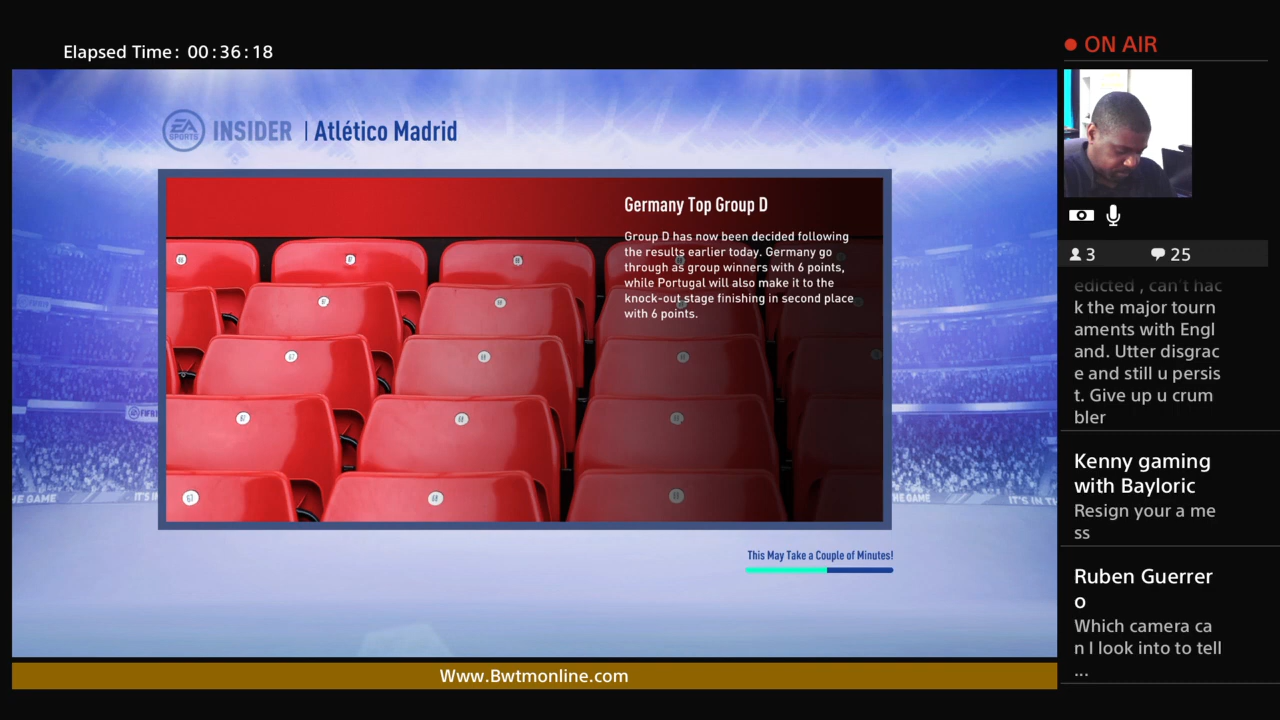 Elapsed Time: 00:36:18
ON AIR
EA SPORTS INSIDER | Atlético Madrid
Germany Top Group D
Group D has now been decided following
the results earlier today. Germany go
through as group winners with 6 points,
while Portugal will also make it to the
knock-out stage finishing in second place
with 6 points.
This May Take a Couple of Minutes!
Www.Bwtmonline.com
3 25
edicted , can't hac
k the major tourn
aments with Engl
and. Utter disgrac
e and still u persis
t. Give up u crum
bler
Kenny gaming
with Bayloric
Resign your a me
ss
Ruben Guerrer
o
Which camera ca
n I look into to tell
...